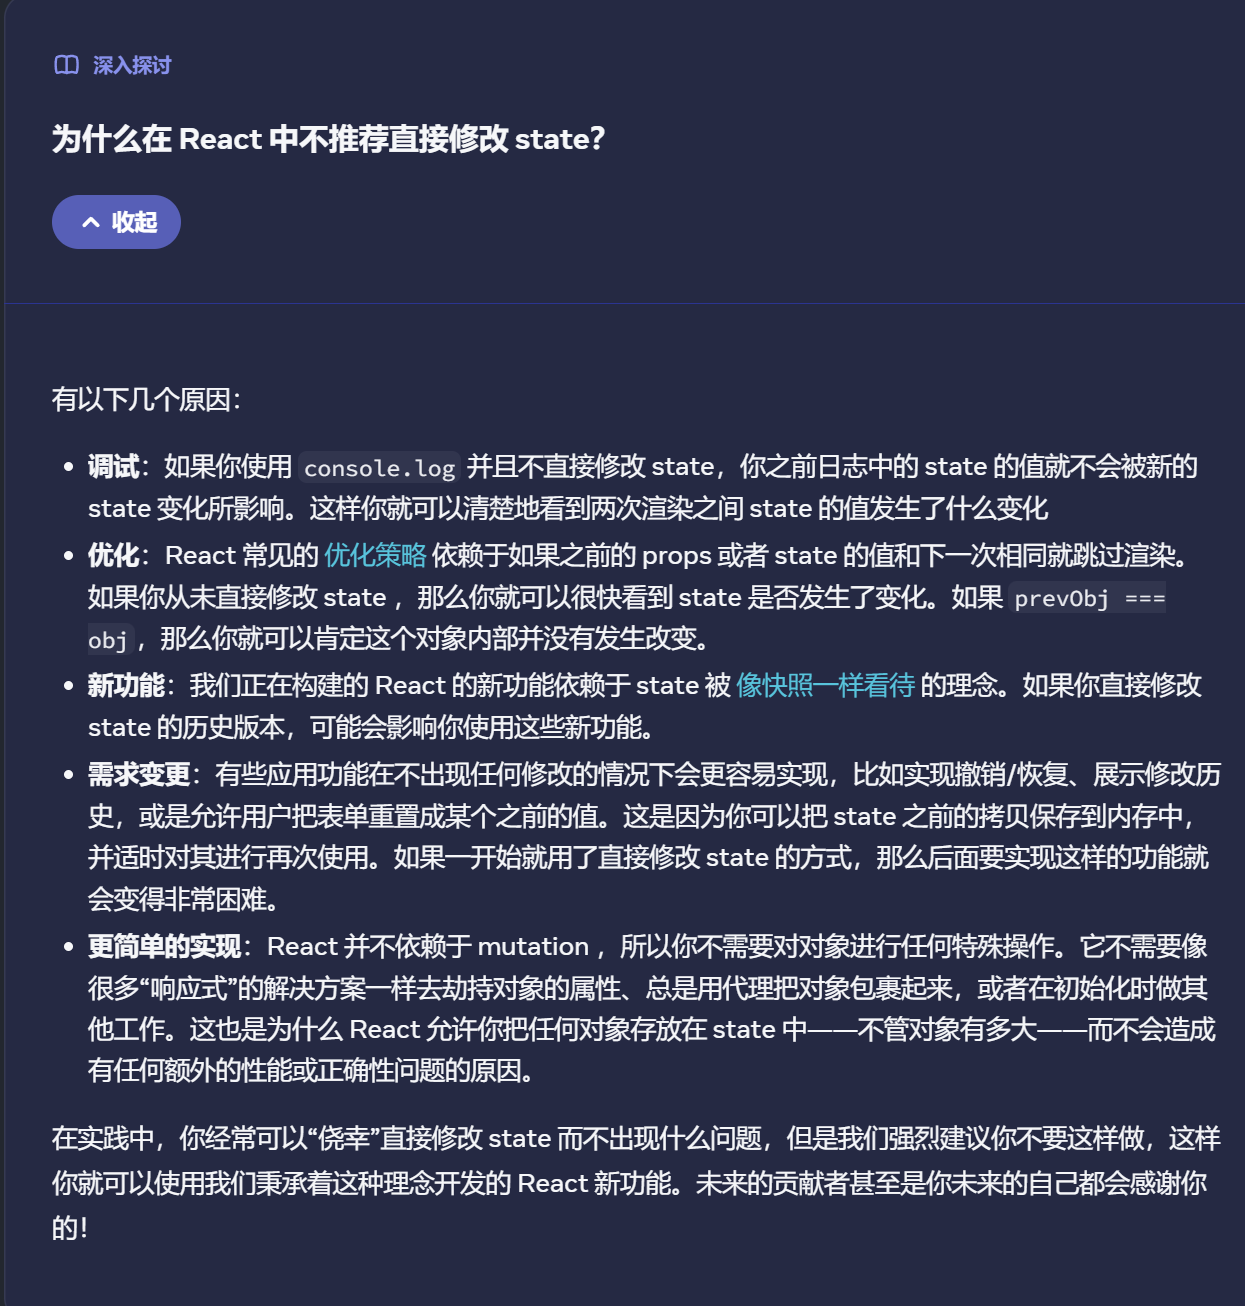 深入探讨
为什么在 React 中不推荐直接修改 state?
收起
有以下几个原因：
• 调试：如果你使用 console.log 并且不直接修改 state，你之前日志中的 state 的值就不会被新的
state 变化所影响。这样你就可以清楚地看到两次渲染之间 state 的值发生了什么变化
• 优化：React 常见的 优化策略 依赖于如果之前的 props 或者 state 的值和下一次相同就跳过渲染。
如果你从未直接修改 state ，那么你就可以很快看到 state 是否发生了变化。如果 prevObj ===
obj，那么你就可以肯定这个对象内部并没有发生改变。
• 新功能：我们正在构建的 React 的新功能依赖于 state 被 像快照一样看待 的理念。如果你直接修改
state 的历史版本，可能会影响你使用这些新功能。
• 需求变更：有些应用功能在不出现任何修改的情况下会更容易实现，比如实现撤销/恢复、展示修改历
史，或是允许用户把表单重置成某个之前的值。这是因为你可以把 state 之前的拷贝保存到内存中，
并适时对其进行再次使用。如果一开始就用了直接修改 state 的方式，那么后面要实现这样的功能就
会变得非常困难。
• 更简单的实现：React 并不依赖于 mutation ，所以你不需要对对象进行任何特殊操作。它不需要像
很多“响应式”的解决方案一样去劫持对象的属性、总是用代理把对象包裹起来，或者在初始化时做其
他工作。这也是为什么 React 允许你把任何对象存放在 state 中——不管对象有多大——而不会造成
有任何额外的性能或正确性问题的原因。
在实践中，你经常可以“侥幸”直接修改 state 而不出现什么问题，但是我们强烈建议你不要这样做，这样
你就可以使用我们秉承着这种理念开发的 React 新功能。未来的贡献者甚至是你未来的自己都会感谢你
的！